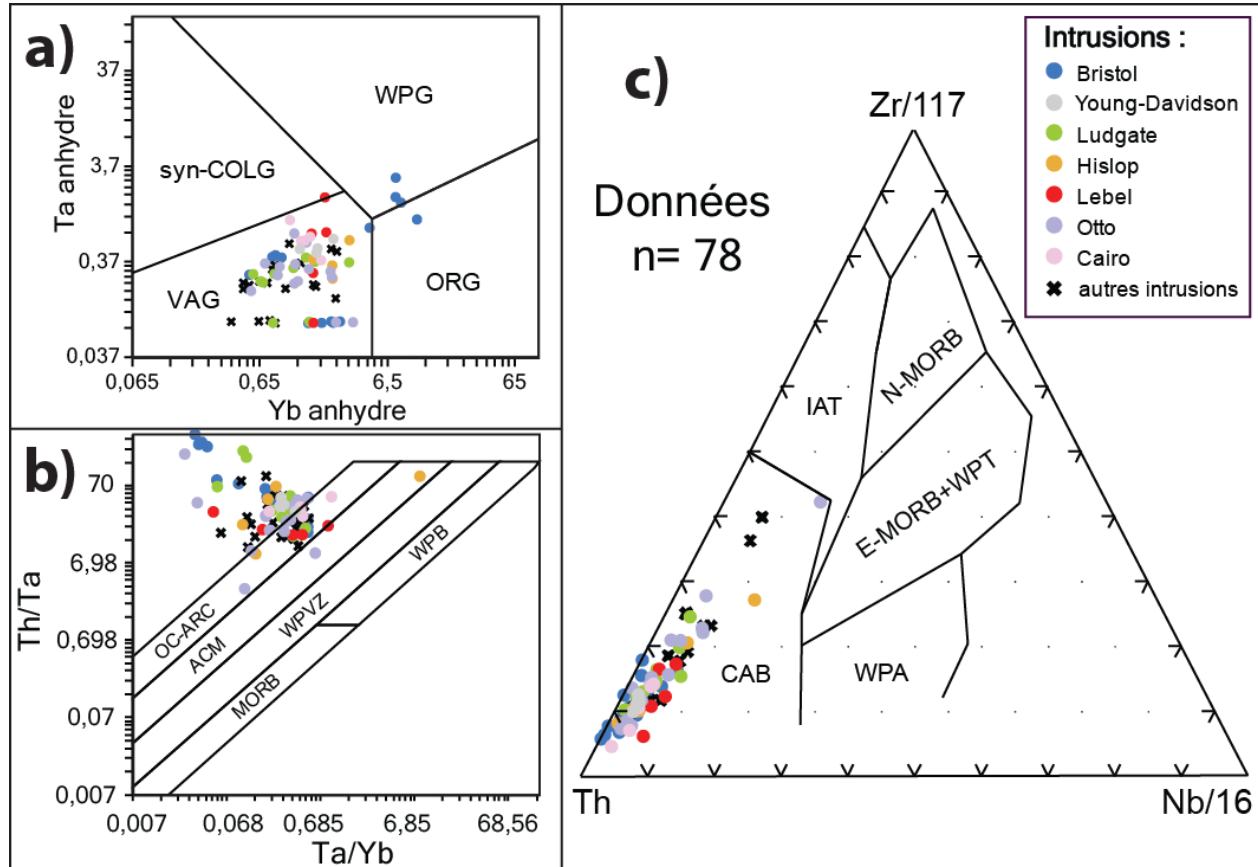 a)
37
3,7
0,37
0,037
Ta anhydre
WPG
syn-COLG
VAG
ORG
0,065
0,65
6,5
65
Yb anhydre
b)
70
6,98
0,698
0,07
0,007
Th/Ta
OC-ARC
ACM
WPVZ
WPB
MORB
0,007
0,068
0,685
6,85
68,56
Ta/Yb
c)
Données
n= 78
Zr/117
IAT
N-MORB
E-MORB+WPT
CAB
WPA
Th
Nb/16
Intrusions :
Bristol
Young-Davidson
Ludgate
Hislop
Lebel
Otto
Cairo
autres intrusions